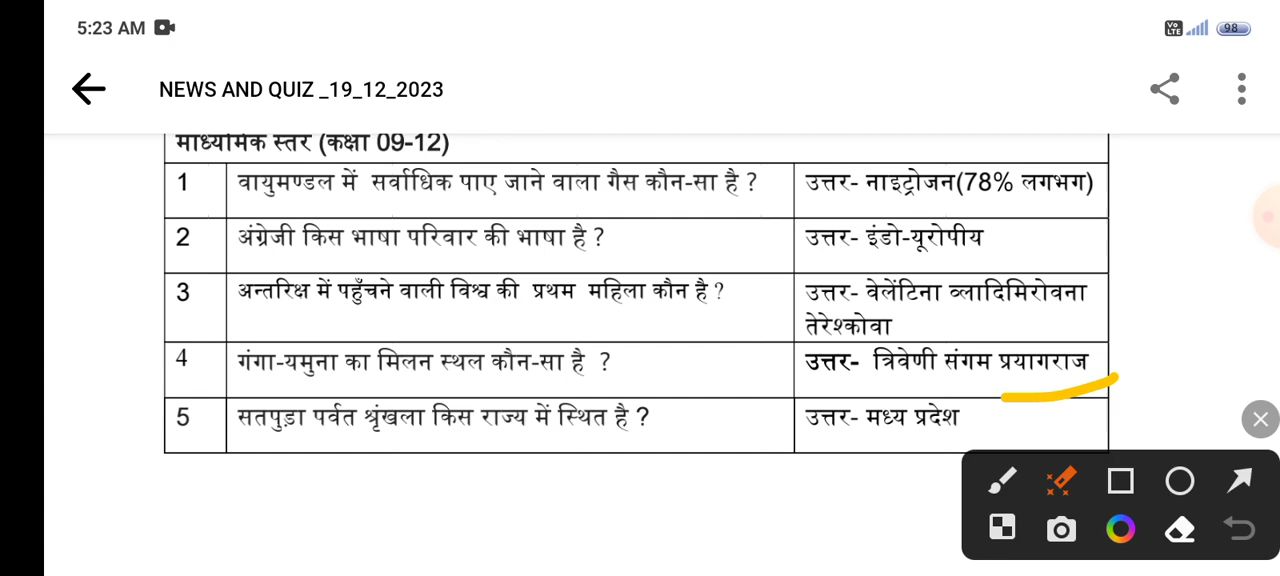 5:23 AM
Vo LTE 98
NEWS AND QUIZ _19_12_2023
माध्यमिक स्तर (कक्षा 09-12)
1 वायुमण्डल में सर्वाधिक पाए जाने वाला गैस कौन-सा है ? उत्तर- नाइट्रोजन(78% लगभग)
2 अंग्रेजी किस भाषा परिवार की भाषा है ? उत्तर- इंडो-यूरोपीय
3 अन्तरिक्ष में पहुँचने वाली विश्व की प्रथम महिला कौन है ? उत्तर- वेलेंटिना व्लादिमिरोवना
तेरेश्कोवा
4 गंगा-यमुना का मिलन स्थल कौन-सा है ? उत्तर- त्रिवेणी संगम प्रयागराज
5 सतपुड़ा पर्वत श्रृंखला किस राज्य में स्थित है ? उत्तर- मध्य प्रदेश